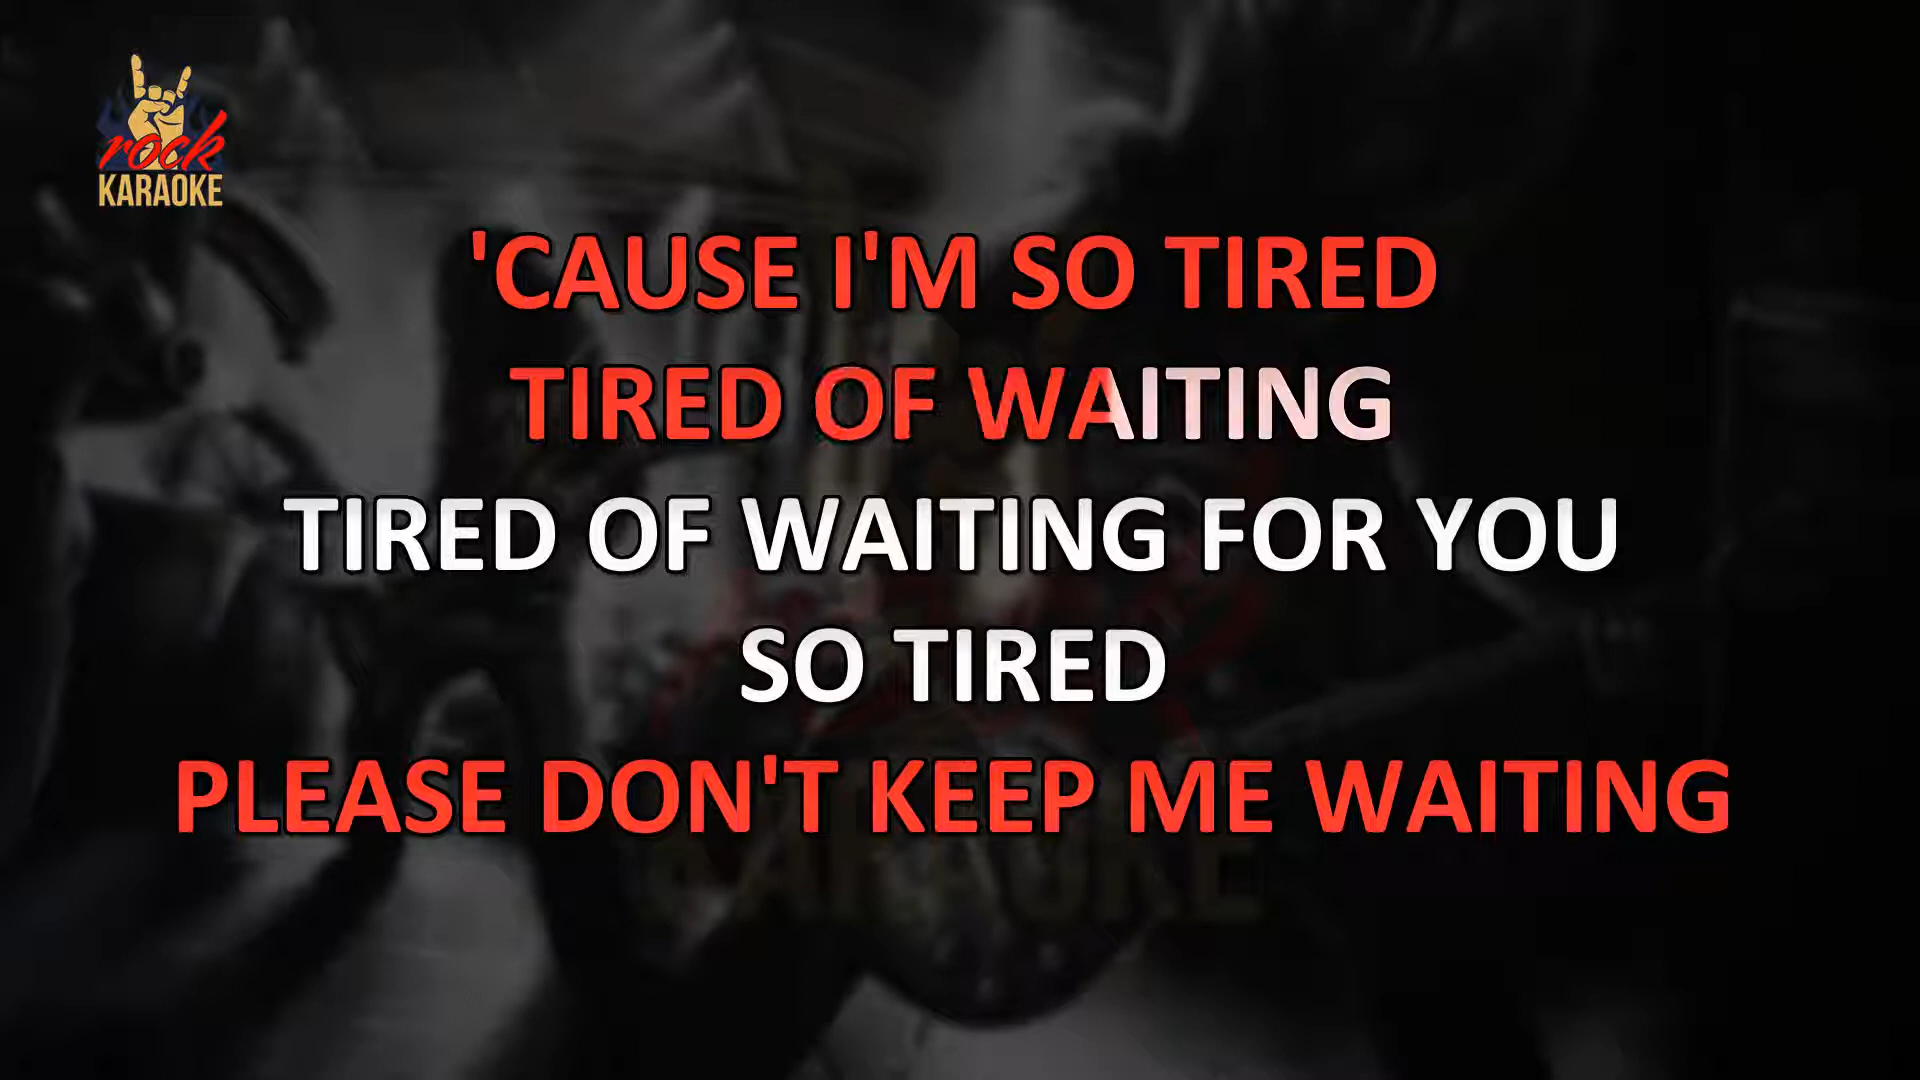 rock
KARAOKE
'CAUSE I'M SO TIRED
TIRED OF WAITING
TIRED OF WAITING FOR YOU
SO TIRED
PLEASE DON'T KEEP ME WAITING
KARAOKE